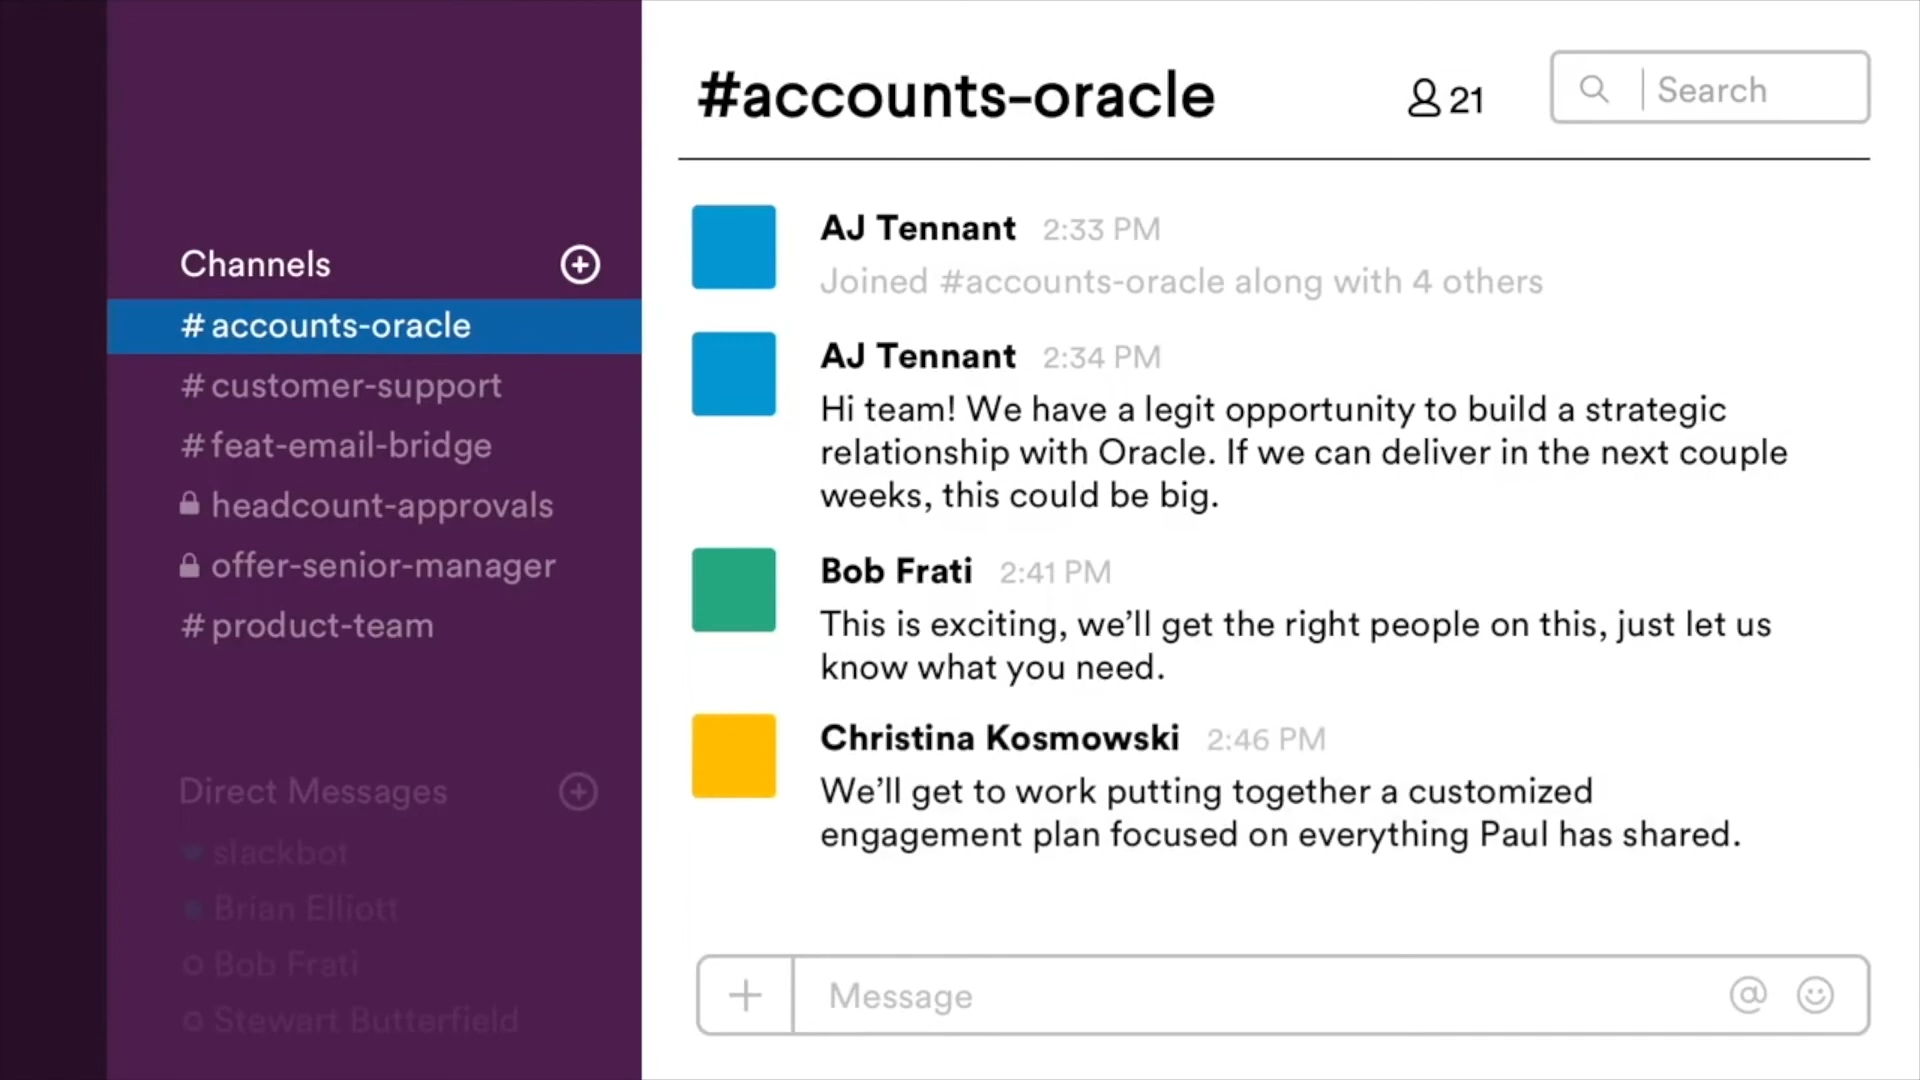 Channels
# accounts-oracle
# customer-support
# feat-email-bridge
headcount-approvals
offer-senior-manager
# product-team
Direct Messages
slackbot
Brian Elliott
Bob Frati
Stewart Butterfield
#accounts-oracle
21
Search
AJ Tennant 2:33 PM
Joined #accounts-oracle along with 4 others
AJ Tennant 2:34 PM
Hi team! We have a legit opportunity to build a strategic
relationship with Oracle. If we can deliver in the next couple
weeks, this could be big.
Bob Frati 2:41 PM
This is exciting, we’ll get the right people on this, just let us
know what you need.
Christina Kosmowski 2:46 PM
We’ll get to work putting together a customized
engagement plan focused on everything Paul has shared.
Message
@